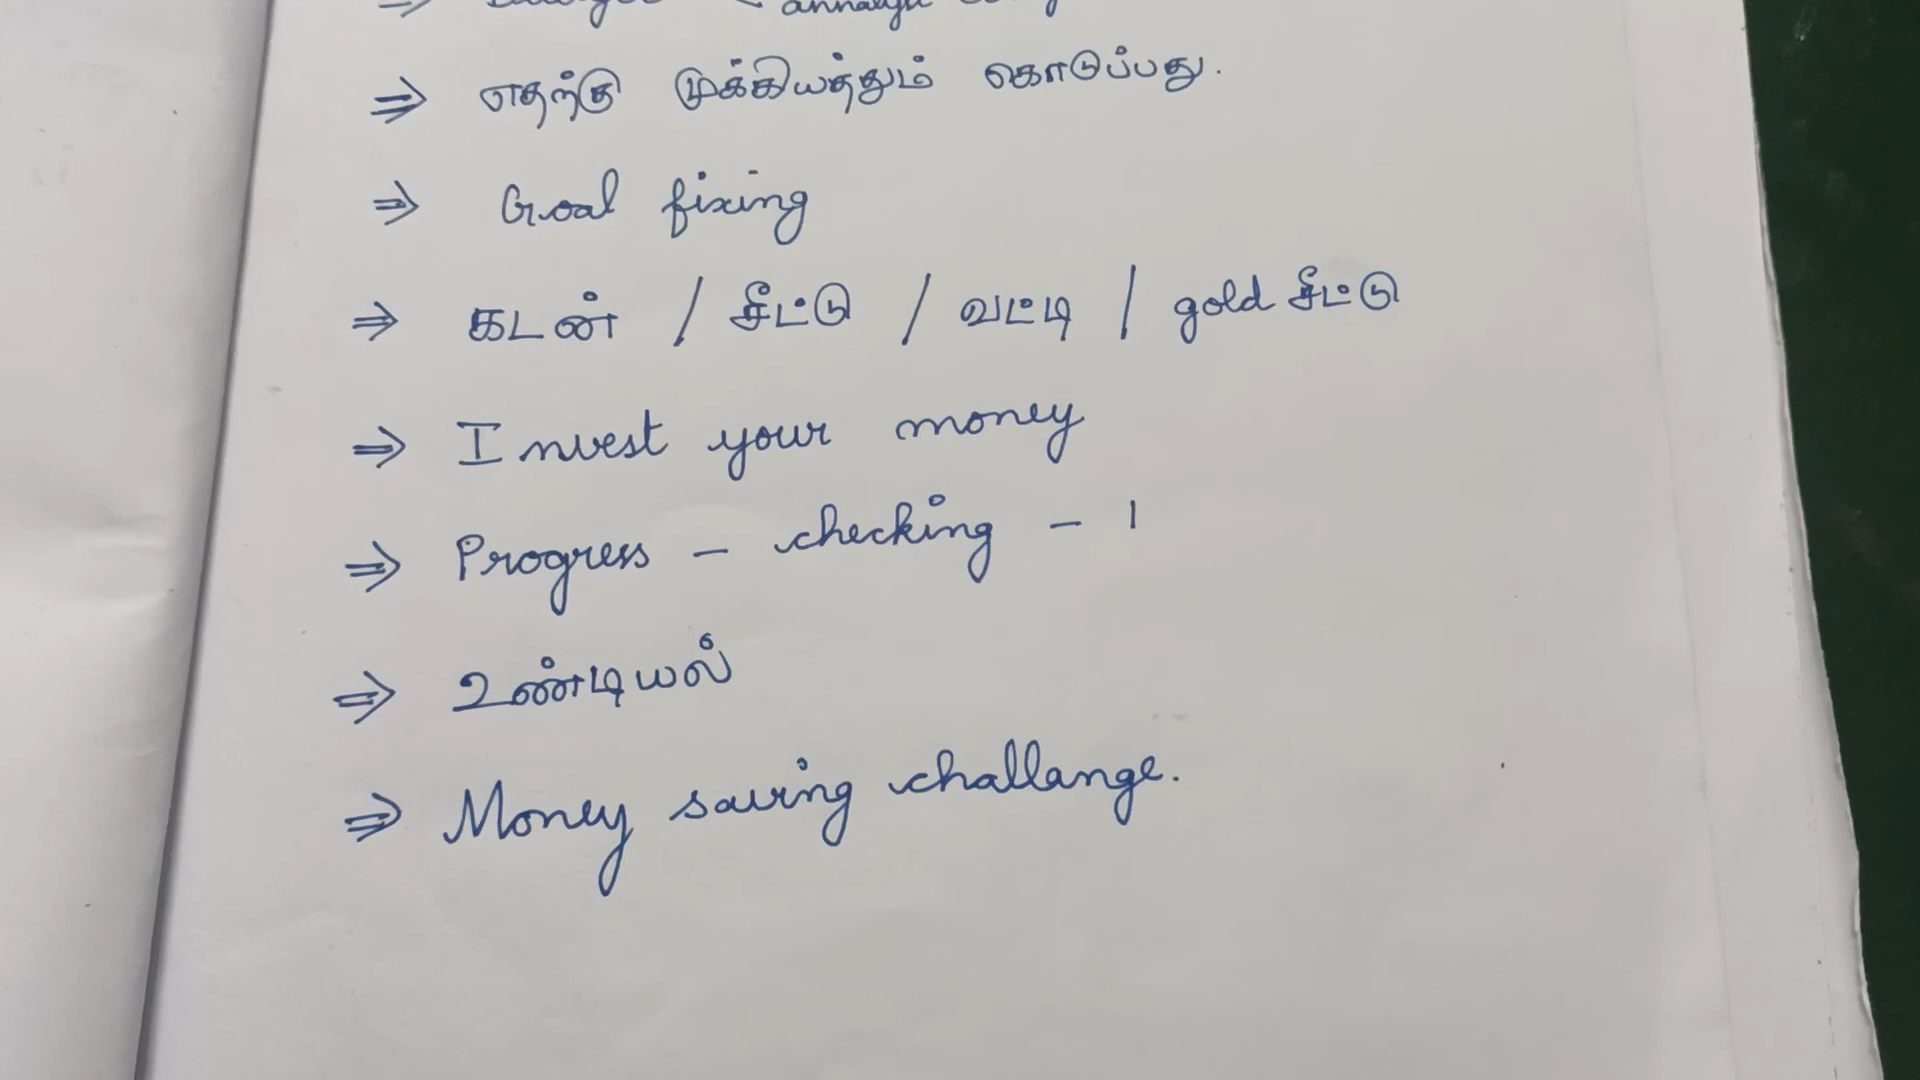 ⇒ எதற்கு முக்கியத்தும் கொடுப்பது.
⇒ Goal fixing
⇒ கடன் / சீட்டு / வட்டி / gold சீட்டு
⇒ Invest your money
⇒ Progress - checking - 1
⇒ உண்டியல்
⇒ Money saving challange.